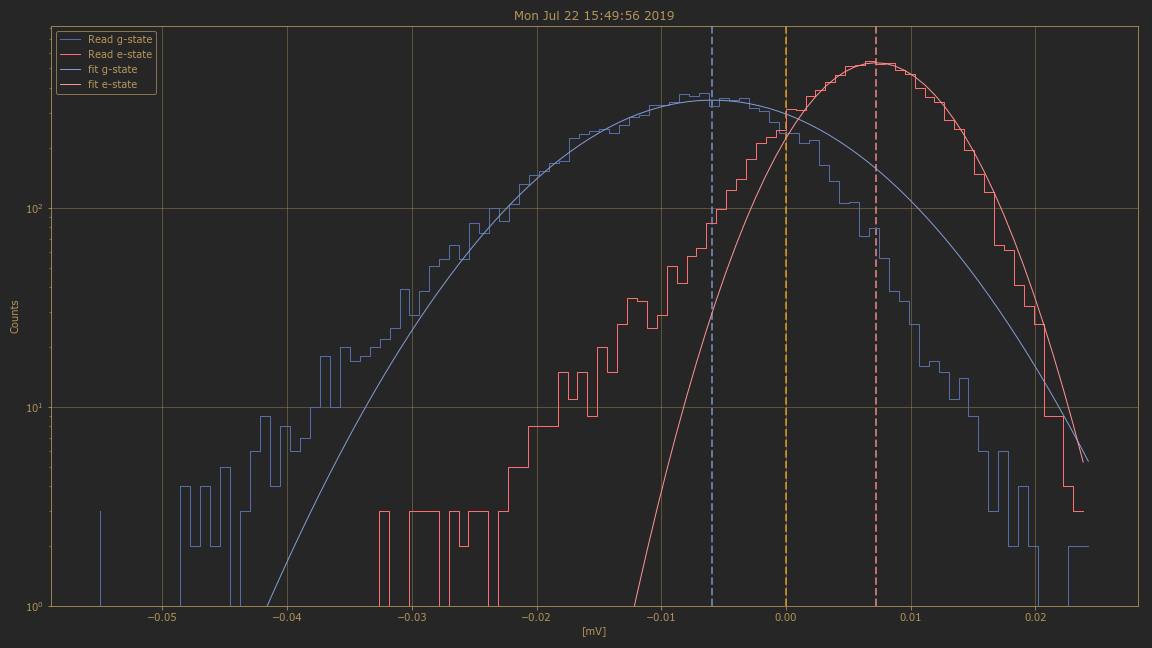 Mon Jul 22 15:49:56 2019
Read g-state
Read e-state
fit g-state
fit e-state
Counts
10²
10¹
10⁰
−0.05 −0.04 −0.03 −0.02 −0.01 0.00 0.01 0.02
[mV]